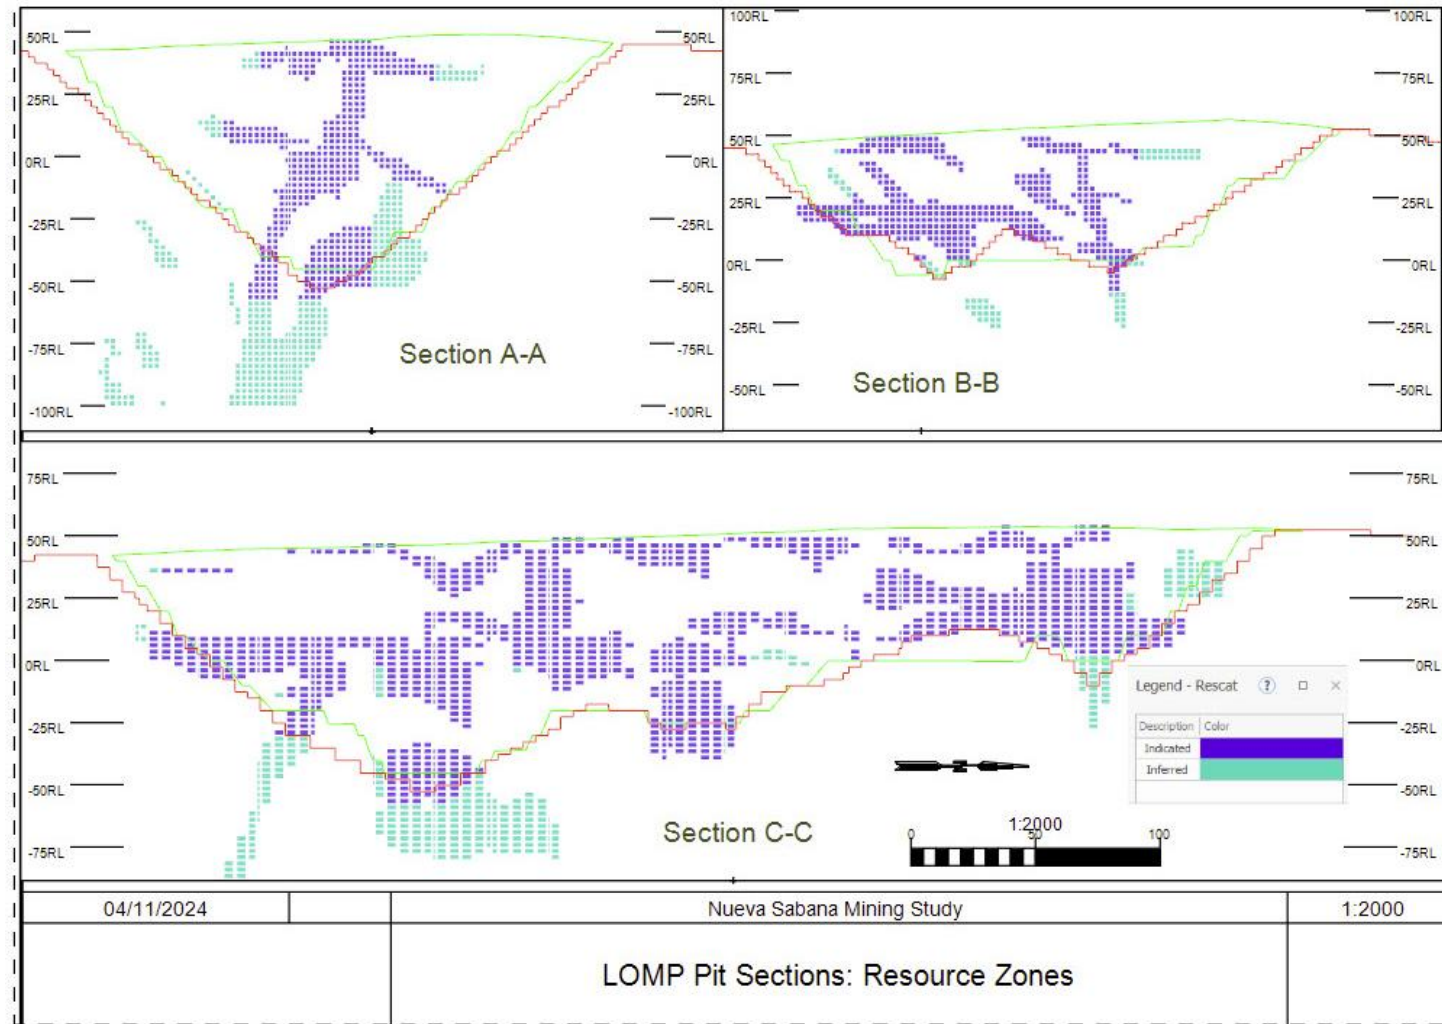 50RL
50RL
25RL
25RL
0RL
0RL
-25RL
-25RL
-50RL
-50RL
-75RL
-75RL
-100RL
-100RL
Section A-A
100RL
100RL
75RL
75RL
50RL
50RL
25RL
25RL
0RL
0RL
-25RL
-25RL
-50RL
-50RL
Section B-B
75RL
75RL
50RL
50RL
25RL
25RL
0RL
0RL
-25RL
-25RL
-50RL
-50RL
-75RL
-75RL
Section C-C
Legend - Rescat ? □ ×
Description Color
Indicated
Inferred
N
1:2000
0 50 100
04/11/2024 Nueva Sabana Mining Study 1:2000
LOMP Pit Sections: Resource Zones